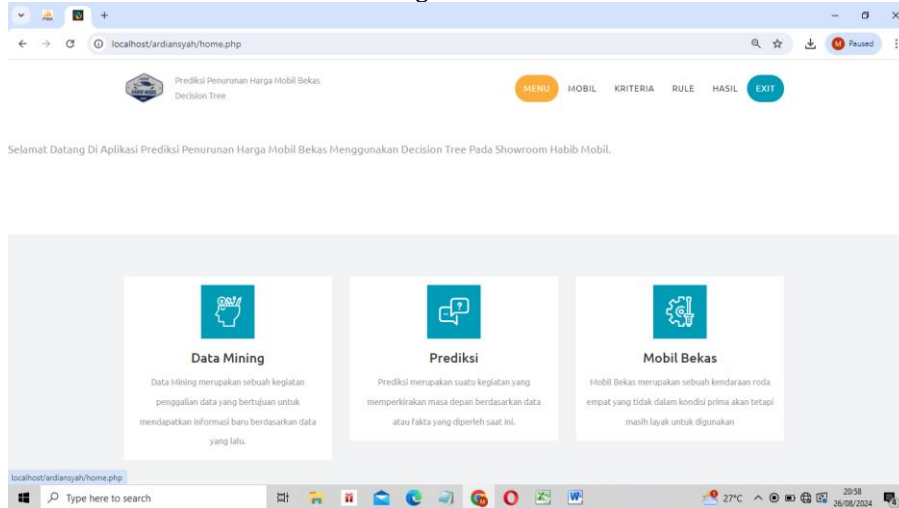 localhost/ardiansyah/home.php
Paused
Prediksi Penurunan Harga Mobil Bekas
Decision Tree
MENU MOBIL KRITERIA RULE HASIL EXIT
Selamat Datang Di Aplikasi Prediksi Penurunan Harga Mobil Bekas Menggunakan Decision Tree Pada Showroom Habib Mobil.
Data Mining
Data Mining merupakan sebuah kegiatan
penggalian data yang bertujuan untuk
mendapatkan informasi baru berdasarkan data
yang lalu.
Prediksi
Prediksi merupakan suatu kegiatan yang
memperkirakan masa depan berdasarkan data
atau fakta yang diperleh saat ini.
Mobil Bekas
Mobil Bekas merupakan sebuah kendaraan roda
empat yang tidak dalam kondisi prima akan tetapi
masih layak untuk digunakan
localhost/ardiansyah/home.php
Type here to search
27°C
20:58
26/08/2024